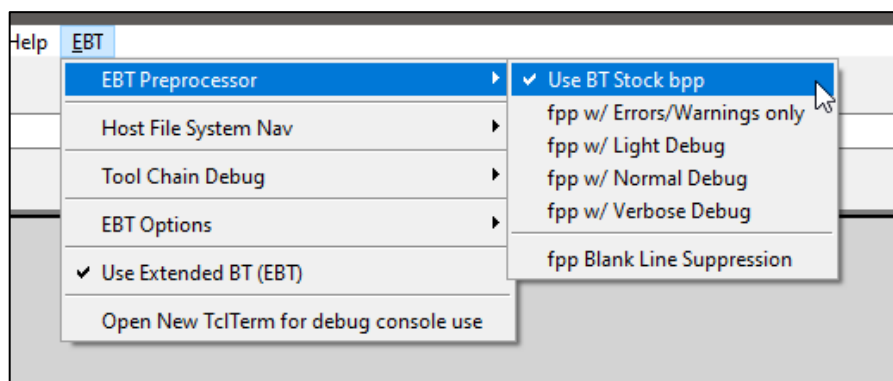 Help EBT
EBT Preprocessor
Host File System Nav
Tool Chain Debug
EBT Options
Use Extended BT (EBT)
Open New TclTerm for debug console use
Use BT Stock bpp
fpp w/ Errors/Warnings only
fpp w/ Light Debug
fpp w/ Normal Debug
fpp w/ Verbose Debug
fpp Blank Line Suppression